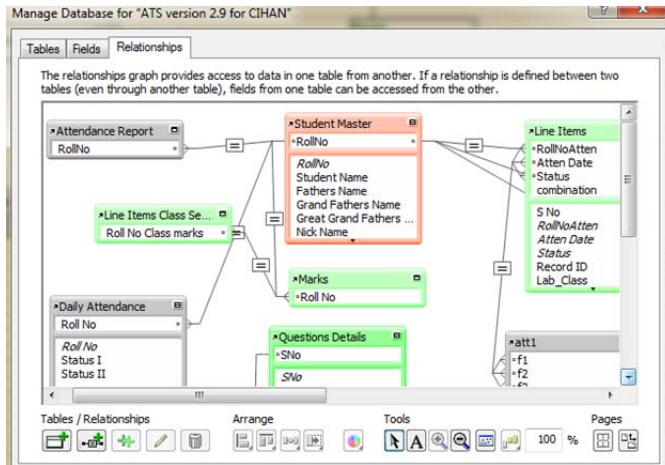 Manage Database for "ATS version 2.9 for CIHAN"
Tables
Fields
Relationships
The relationships graph provides access to data in one table from another. If a relationship is defined between two
tables (even through another table), fields from one table can be accessed from the other.
Attendance Report
RollNo
Student Master
RollNo
RollNo
Student Name
Fathers Name
Grand Fathers Name
Great Grand Fathers ...
Nick Name
Line Items
RollNoAtten
Atten Date
Status
combination
S No
RollNoAtten
Atten Date
Status
Record ID
Lab_Class
Line Items Class Se...
Roll No Class marks
Marks
Roll No
Daily Attendance
Roll No
Roll No
Status I
Status II
Questions Details
SNo
SNo
att1
f1
f2
Tables / Relationships
Arrange
Tools
Pages
A
100 %